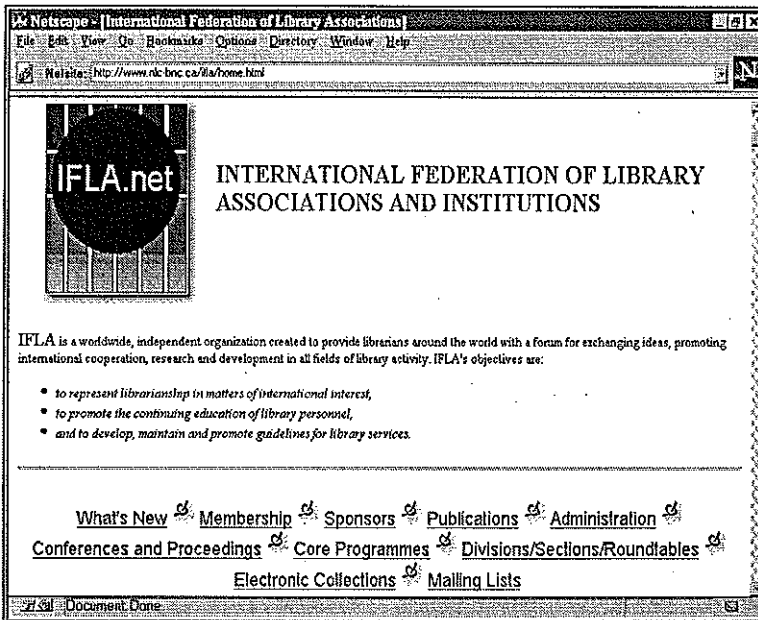 Netscape - [International Federation of Library Associations]
File Edit View Go Bookmarks Options Directory Window Help
Netsite: http://www.nlc-bnc.ca/ifla/home.html
N
IFLA.net
INTERNATIONAL FEDERATION OF LIBRARY
ASSOCIATIONS AND INSTITUTIONS
IFLA is a worldwide, independent organization created to provide librarians around the world with a forum for exchanging ideas, promoting
international cooperation, research and development in all fields of library activity. IFLA's objectives are:
• to represent librarianship in matters of international interest,
• to promote the continuing education of library personnel,
• and to develop, maintain and promote guidelines for library services.
What's New Membership Sponsors Publications Administration
Conferences and Proceedings Core Programmes Divisions/Sections/Roundtables
Electronic Collections Mailing Lists
Document: Done